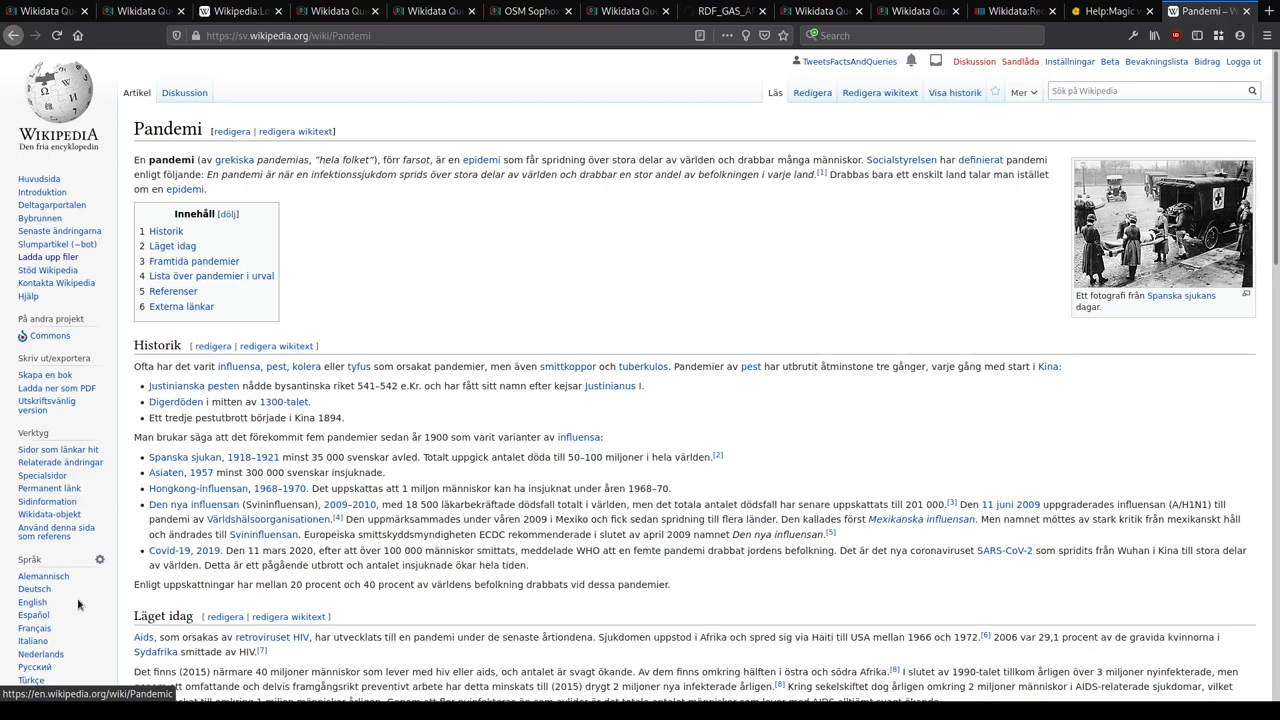 Wikidata Qu
Wikidata Qu
Wikipedia:Lo
Wikidata Qu
Wikidata Qu
OSM Sophox
Wikidata Qu
RDF_GAS_A
Wikidata Qu
Wikidata Qu
Wikidata:Rec
Help:Magic w
Pandemi – W
https://sv.wikipedia.org/wiki/Pandemi
Search
TweetsFactsAndQueries Diskussion Sandlåda Inställningar Beta Bevakningslista Bidrag Logga ut
Artikel Diskussion Läs Redigera Redigera wikitext Visa historik Mer Sök på Wikipedia
WIKIPEDIA
Den fria encyklopedin
Huvudsida
Introduktion
Deltagarportalen
Bybrunnen
Senaste ändringarna
Slumpartikel (−bot)
Ladda upp filer
Stöd Wikipedia
Kontakta Wikipedia
Hjälp
På andra projekt
Commons
Skriv ut/exportera
Skapa en bok
Ladda ner som PDF
Utskriftsvänlig
version
Verktyg
Sidor som länkar hit
Relaterade ändringar
Specialsidor
Permanent länk
Sidinformation
Wikidata-objekt
Använd denna sida
som referens
Språk
Alemannisch
Deutsch
English
Español
Français
Italiano
Nederlands
Русский
Türkçe
https://en.wikipedia.org/wiki/Pandemic
Pandemi [redigera | redigera wikitext]
En pandemi (av grekiska pandemias, ”hela folket”), förr farsot, är en epidemi som får spridning över stora delar av världen och drabbar många människor. Socialstyrelsen har definierat pandemi
enligt följande: En pandemi är när en infektionssjukdom sprids över stora delar av världen och drabbar en stor andel av befolkningen i varje land.[1] Drabbas bara ett enskilt land talar man istället
om en epidemi.
Ett fotografi från Spanska sjukans
dagar.
Innehåll [dölj]
1 Historik
2 Läget idag
3 Framtida pandemier
4 Lista över pandemier i urval
5 Referenser
6 Externa länkar
Historik [ redigera | redigera wikitext ]
Ofta har det varit influensa, pest, kolera eller tyfus som orsakat pandemier, men även smittkoppor och tuberkulos. Pandemier av pest har utbrutit åtminstone tre gånger, varje gång med start i Kina:
• Justinianska pesten nådde bysantinska riket 541–542 e.Kr. och har fått sitt namn efter kejsar Justinianus I.
• Digerdöden i mitten av 1300-talet.
• Ett tredje pestutbrott började i Kina 1894.
Man brukar säga att det förekommit fem pandemier sedan år 1900 som varit varianter av influensa:
• Spanska sjukan, 1918–1921 minst 35 000 svenskar avled. Totalt uppgick antalet döda till 50–100 miljoner i hela världen.[2]
• Asiaten, 1957 minst 300 000 svenskar insjuknade.
• Hongkong-influensan, 1968–1970. Det uppskattas att 1 miljon människor kan ha insjuknat under åren 1968–70.
• Den nya influensan (Svininfluensan), 2009–2010, med 18 500 läkarbekräftade dödsfall totalt i världen, men det totala antalet dödsfall har senare uppskattats till 201 000.[3] Den 11 juni 2009 uppgraderades influensan (A/H1N1) till
pandemi av Världshälsoorganisationen.[4] Den uppmärksammades under våren 2009 i Mexiko och fick sedan spridning till flera länder. Den kallades först Mexikanska influensan. Men namnet möttes av stark kritik från mexikanskt håll
och ändrades till Svininfluensan. Europeiska smittskyddsmyndigheten ECDC rekommenderade i slutet av april 2009 namnet Den nya influensan.[5]
• Covid-19, 2019. Den 11 mars 2020, efter att över 100 000 människor smittats, meddelade WHO att en femte pandemi drabbat jordens befolkning. Det är det nya coronaviruset SARS-CoV-2 som spridits från Wuhan i Kina till stora delar
av världen. Detta är ett pågående utbrott och antalet insjuknade ökar hela tiden.
Enligt uppskattningar har mellan 20 procent och 40 procent av världens befolkning drabbats vid dessa pandemier.
Läget idag [ redigera | redigera wikitext ]
Aids, som orsakas av retroviruset HIV, har utvecklats till en pandemi under de senaste årtiondena. Sjukdomen uppstod i Afrika och spred sig via Haiti till USA mellan 1966 och 1972.[6] 2006 var 29,1 procent av de gravida kvinnorna i
Sydafrika smittade av HIV.[7]
Det finns (2015) närmare 40 miljoner människor som lever med hiv eller aids, och antalet är svagt ökande. Av dem finns omkring hälften i östra och södra Afrika.[8] I slutet av 1990-talet tillkom årligen över 3 miljoner nyinfekterade, men
ett omfattande och delvis framgångsrikt preventivt arbete har detta minskats till (2015) drygt 2 miljoner nya infekterade årligen.[8] Kring sekelskiftet dog årligen omkring 2 miljoner människor i AIDS-relaterade sjukdomar, vilket